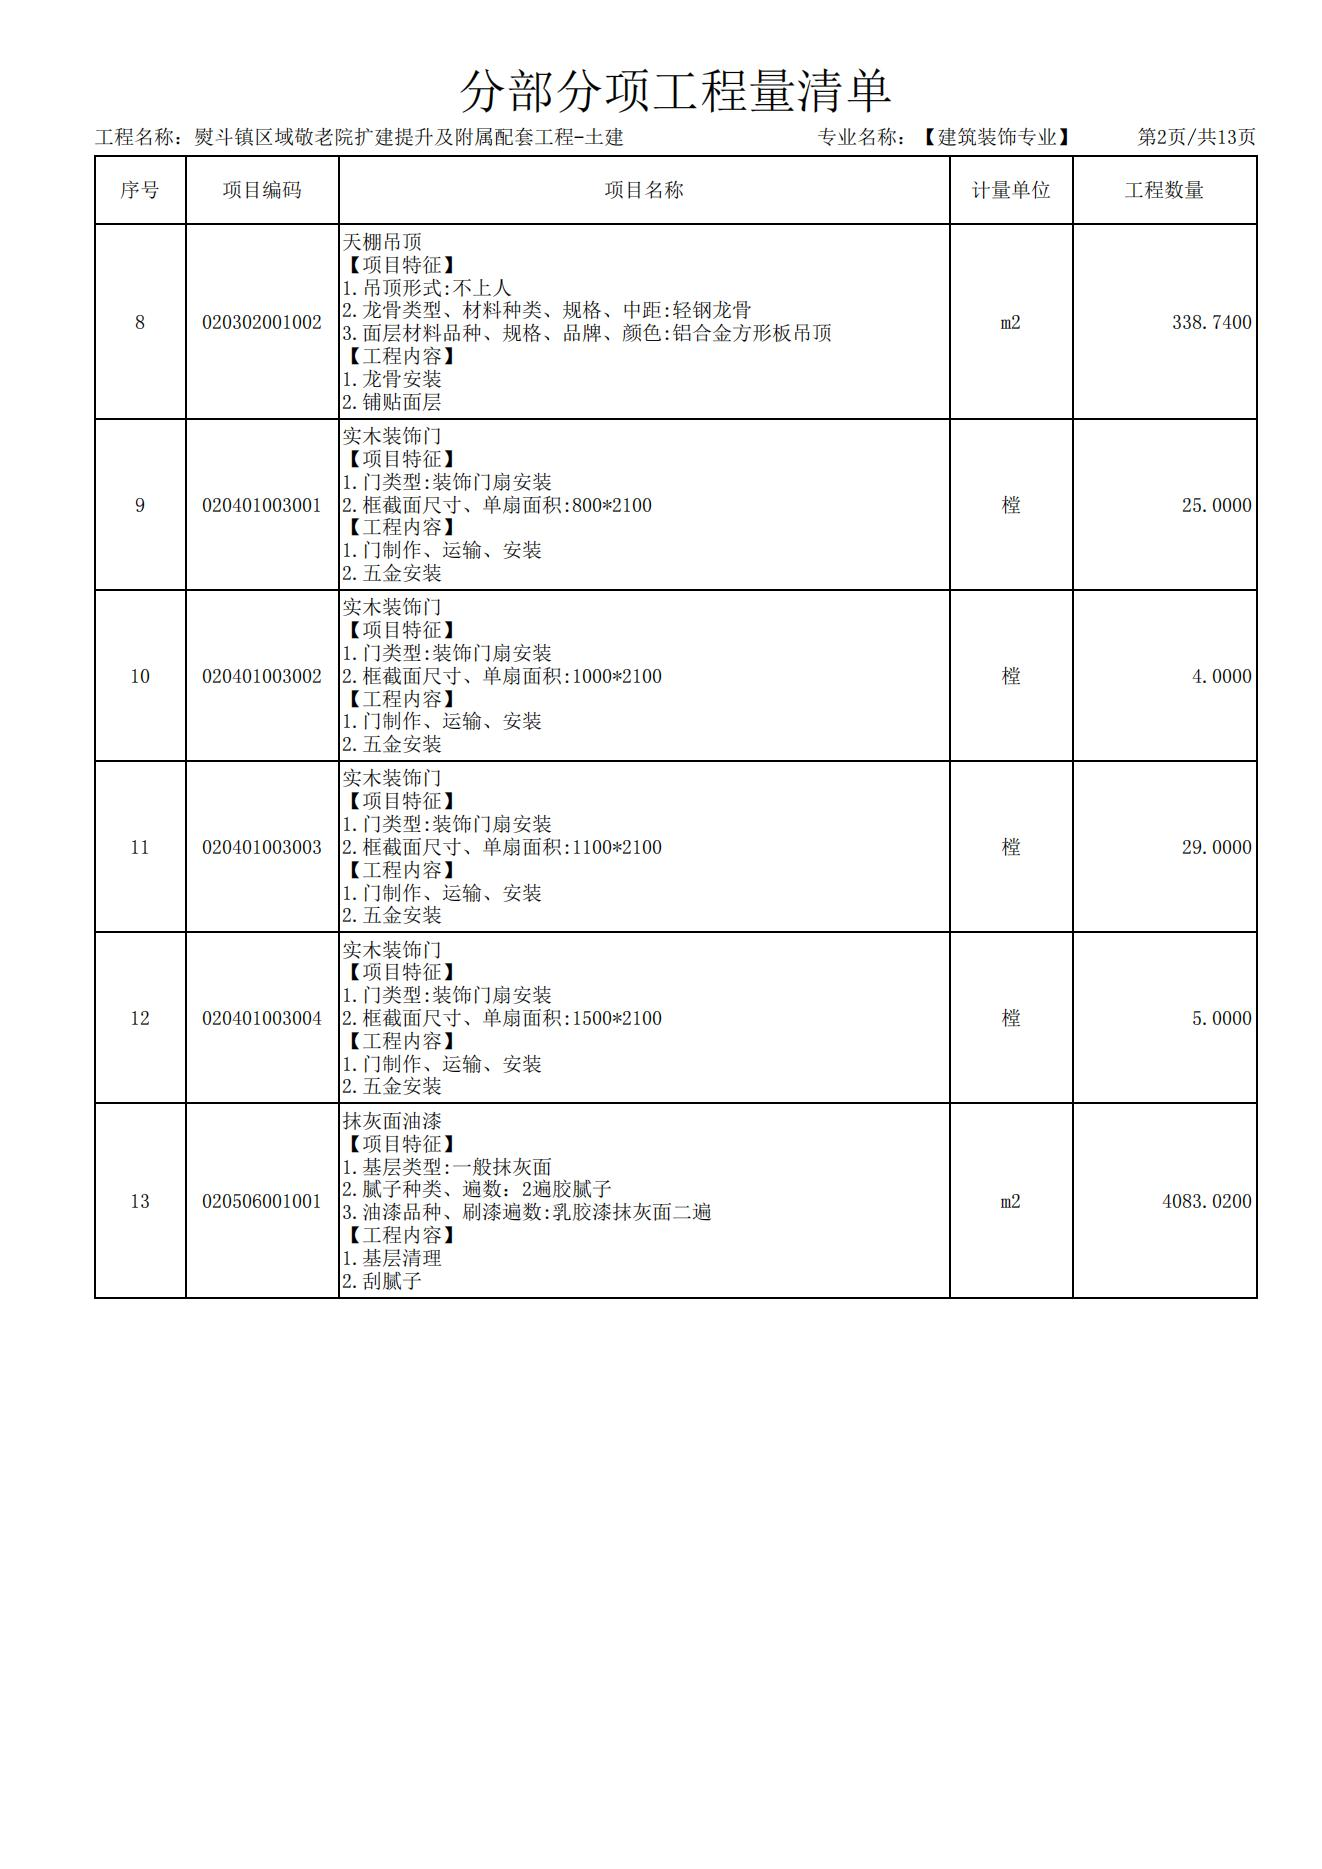 分部分项工程量清单
工程名称：熨斗镇区域敬老院扩建提升及附属配套工程-土建 专业名称：【建筑装饰专业】 第2页/共13页
序号 项目编码 项目名称 计量单位 工程数量
天棚吊顶
【项目特征】
1.吊顶形式:不上人
2.龙骨类型、材料种类、规格、中距:轻钢龙骨
8 020302001002 m2 338.7400
3.面层材料品种、规格、品牌、颜色:铝合金方形板吊顶
【工程内容】
1.龙骨安装
2.铺贴面层
实木装饰门
【项目特征】
1.门类型:装饰门扇安装
9 020401003001 2.框截面尺寸、单扇面积:800*2100 樘 25.0000
【工程内容】
1.门制作、运输、安装
2.五金安装
实木装饰门
【项目特征】
1.门类型:装饰门扇安装
10 020401003002 2.框截面尺寸、单扇面积:1000*2100 樘 4.0000
【工程内容】
1.门制作、运输、安装
2.五金安装
实木装饰门
【项目特征】
1.门类型:装饰门扇安装
11 020401003003 2.框截面尺寸、单扇面积:1100*2100 樘 29.0000
【工程内容】
1.门制作、运输、安装
2.五金安装
实木装饰门
【项目特征】
1.门类型:装饰门扇安装
12 020401003004 2.框截面尺寸、单扇面积:1500*2100 樘 5.0000
【工程内容】
1.门制作、运输、安装
2.五金安装
抹灰面油漆
【项目特征】
1.基层类型:一般抹灰面
2.腻子种类、遍数：2遍胶腻子
13 020506001001 m2 4083.0200
3.油漆品种、刷漆遍数:乳胶漆抹灰面二遍
【工程内容】
1.基层清理
2.刮腻子